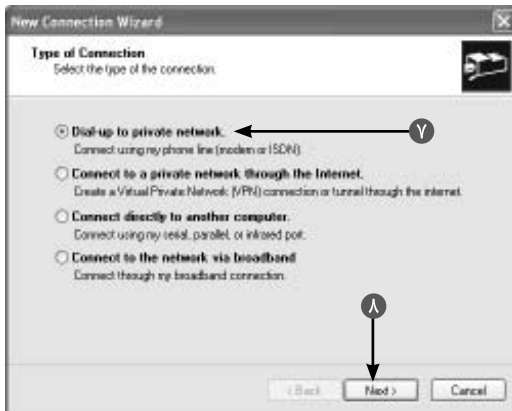 New Connection Wizard
Type of Connection
Select the type of the connection.
Dial-up to private network.
۷
Connect using my phone line (modem or ISDN).
Connect to a private network through the Internet.
Create a Virtual Private Network (VPN) connection or tunnel through the internet.
Connect directly to another computer.
Connect using my serial, parallel, or infrared port.
Connect to the network via broadband
Connect through my broadband connection.
۸
< Back
Next >
Cancel